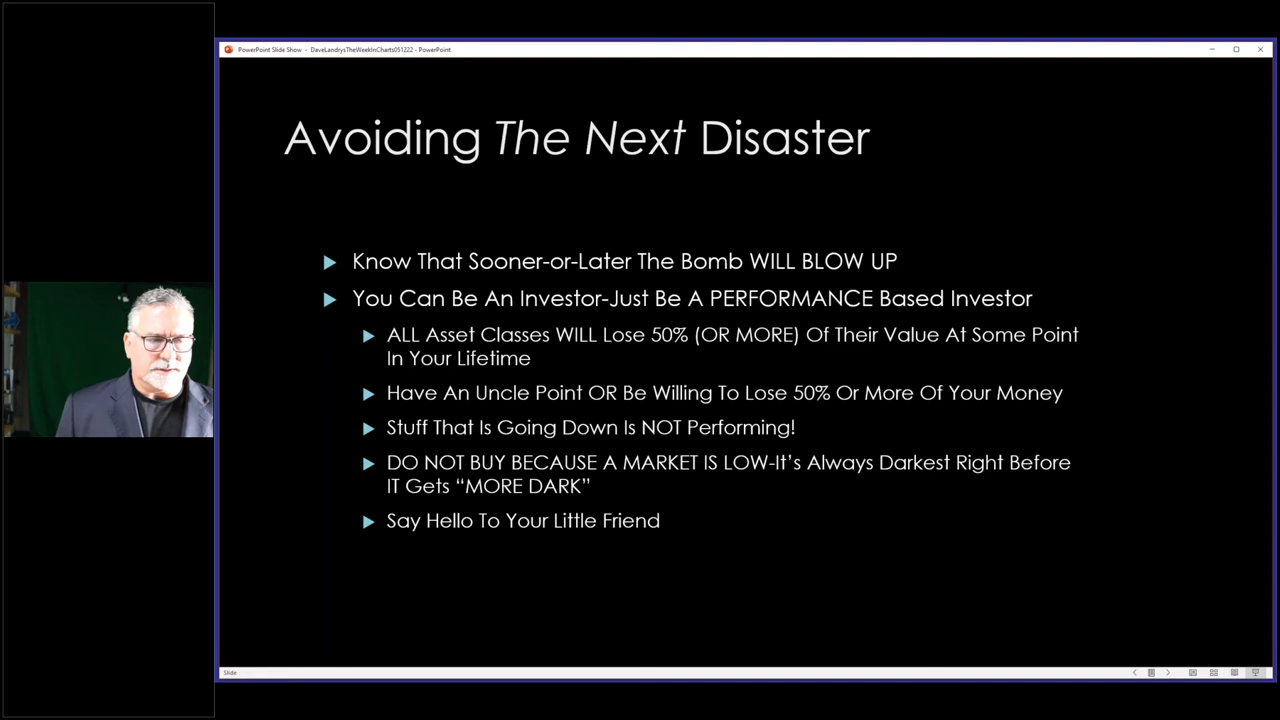 PowerPoint Slide Show - DaveLandrysTheWeekInCharts051222 - PowerPoint
Avoiding The Next Disaster
Know That Sooner-or-Later The Bomb WILL BLOW UP
You Can Be An Investor-Just Be A PERFORMANCE Based Investor
ALL Asset Classes WILL Lose 50% (OR MORE) Of Their Value At Some Point
In Your Lifetime
Have An Uncle Point OR Be Willing To Lose 50% Or More Of Your Money
Stuff That Is Going Down Is NOT Performing!
DO NOT BUY BECAUSE A MARKET IS LOW-It's Always Darkest Right Before
IT Gets “MORE DARK”
Say Hello To Your Little Friend
Slide